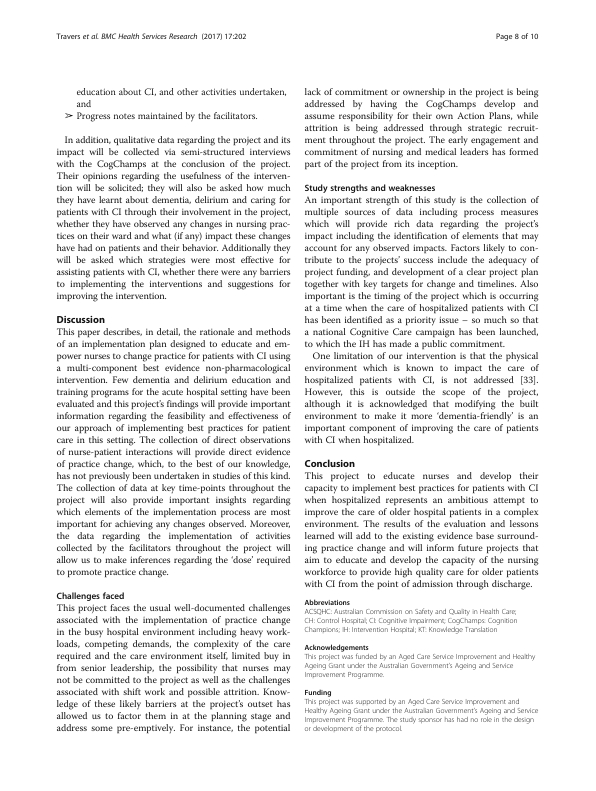 Travers et al. BMC Health Services Research (2017) 17:202
Page 8 of 10
education about CI, and other activities undertaken,
and
➢ Progress notes maintained by the facilitators.
In addition, qualitative data regarding the project and its
impact will be collected via semi-structured interviews
with the CogChamps at the conclusion of the project.
Their opinions regarding the usefulness of the interven-
tion will be solicited; they will also be asked how much
they have learnt about dementia, delirium and caring for
patients with CI through their involvement in the project,
whether they have observed any changes in nursing prac-
tices on their ward and what (if any) impact these changes
have had on patients and their behavior. Additionally they
will be asked which strategies were most effective for
assisting patients with CI, whether there were any barriers
to implementing the interventions and suggestions for
improving the intervention.
Discussion
This paper describes, in detail, the rationale and methods
of an implementation plan designed to educate and em-
power nurses to change practice for patients with CI using
a multi-component best evidence non-pharmacological
intervention. Few dementia and delirium education and
training programs for the acute hospital setting have been
evaluated and this project's findings will provide important
information regarding the feasibility and effectiveness of
our approach of implementing best practices for patient
care in this setting. The collection of direct observations
of nurse-patient interactions will provide direct evidence
of practice change, which, to the best of our knowledge,
has not previously been undertaken in studies of this kind.
The collection of data at key time-points throughout the
project will also provide important insights regarding
which elements of the implementation process are most
important for achieving any changes observed. Moreover,
the data regarding the implementation of activities
collected by the facilitators throughout the project will
allow us to make inferences regarding the 'dose' required
to promote practice change.
Challenges faced
This project faces the usual well-documented challenges
associated with the implementation of practice change
in the busy hospital environment including heavy work-
loads, competing demands, the complexity of the care
required and the care environment itself, limited buy in
from senior leadership, the possibility that nurses may
not be committed to the project as well as the challenges
associated with shift work and possible attrition. Know-
ledge of these likely barriers at the project's outset has
allowed us to factor them in at the planning stage and
address some pre-emptively. For instance, the potential
lack of commitment or ownership in the project is being
addressed by having the CogChamps develop and
assume responsibility for their own Action Plans, while
attrition is being addressed through strategic recruit-
ment throughout the project. The early engagement and
commitment of nursing and medical leaders has formed
part of the project from its inception.
Study strengths and weaknesses
An important strength of this study is the collection of
multiple sources of data including process measures
which will provide rich data regarding the project's
impact including the identification of elements that may
account for any observed impacts. Factors likely to con-
tribute to the projects' success include the adequacy of
project funding, and development of a clear project plan
together with key targets for change and timelines. Also
important is the timing of the project which is occurring
at a time when the care of hospitalized patients with CI
has been identified as a priority issue – so much so that
a national Cognitive Care campaign has been launched,
to which the IH has made a public commitment.
One limitation of our intervention is that the physical
environment which is known to impact the care of
hospitalized patients with CI, is not addressed [33].
However, this is outside the scope of the project,
although it is acknowledged that modifying the built
environment to make it more 'dementia-friendly' is an
important component of improving the care of patients
with CI when hospitalized.
Conclusion
This project to educate nurses and develop their
capacity to implement best practices for patients with CI
when hospitalized represents an ambitious attempt to
improve the care of older hospital patients in a complex
environment. The results of the evaluation and lessons
learned will add to the existing evidence base surround-
ing practice change and will inform future projects that
aim to educate and develop the capacity of the nursing
workforce to provide high quality care for older patients
with CI from the point of admission through discharge.
Abbreviations
ACSQHC: Australian Commission on Safety and Quality in Health Care;
CH: Control Hospital; CI: Cognitive Impairment; CogChamps: Cognition
Champions; IH: Intervention Hospital; KT: Knowledge Translation
Acknowledgements
This project was funded by an Aged Care Service Improvement and Healthy
Ageing Grant under the Australian Government's Ageing and Service
Improvement Programme.
Funding
This project was supported by an Aged Care Service Improvement and
Healthy Ageing Grant under the Australian Government's Ageing and Service
Improvement Programme. The study sponsor has had no role in the design
or development of the protocol.